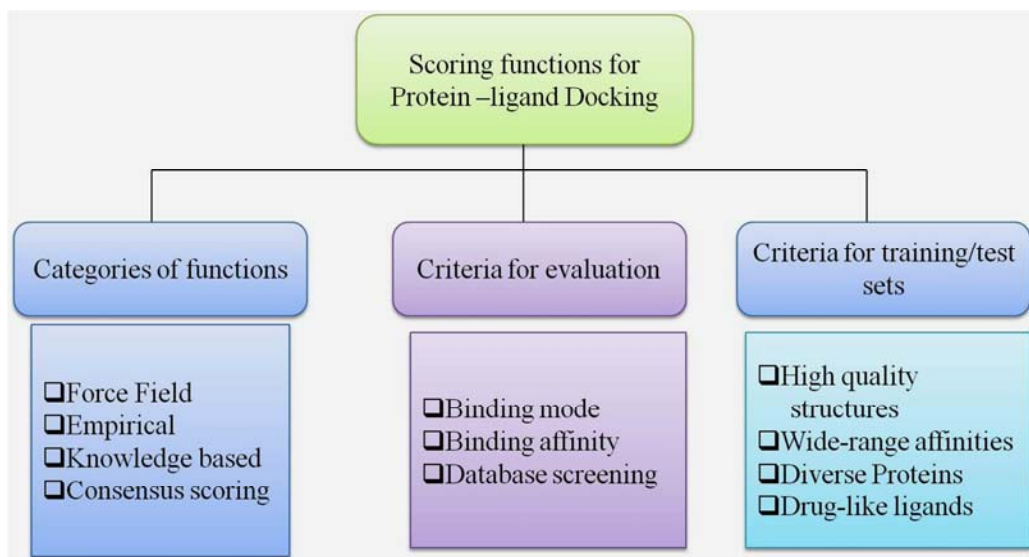 Scoring functions for
Protein –ligand Docking
Categories of functions
❑Force Field
❑Empirical
❑Knowledge based
❑Consensus scoring
Criteria for evaluation
❑Binding mode
❑Binding affinity
❑Database screening
Criteria for training/test
sets
❑High quality
structures
❑Wide-range affinities
❑Diverse Proteins
❑Drug-like ligands